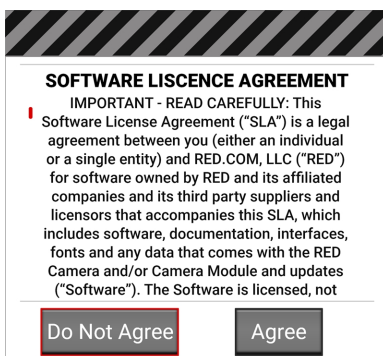 SOFTWARE LISCENCE AGREEMENT
IMPORTANT - READ CAREFULLY: This
Software License Agreement (“SLA”) is a legal
agreement between you (either an individual
or a single entity) and RED.COM, LLC (“RED”)
for software owned by RED and its affiliated
companies and its third party suppliers and
licensors that accompanies this SLA, which
includes software, documentation, interfaces,
fonts and any data that comes with the RED
Camera and/or Camera Module and updates
(“Software”). The Software is licensed, not
Do Not Agree
Agree